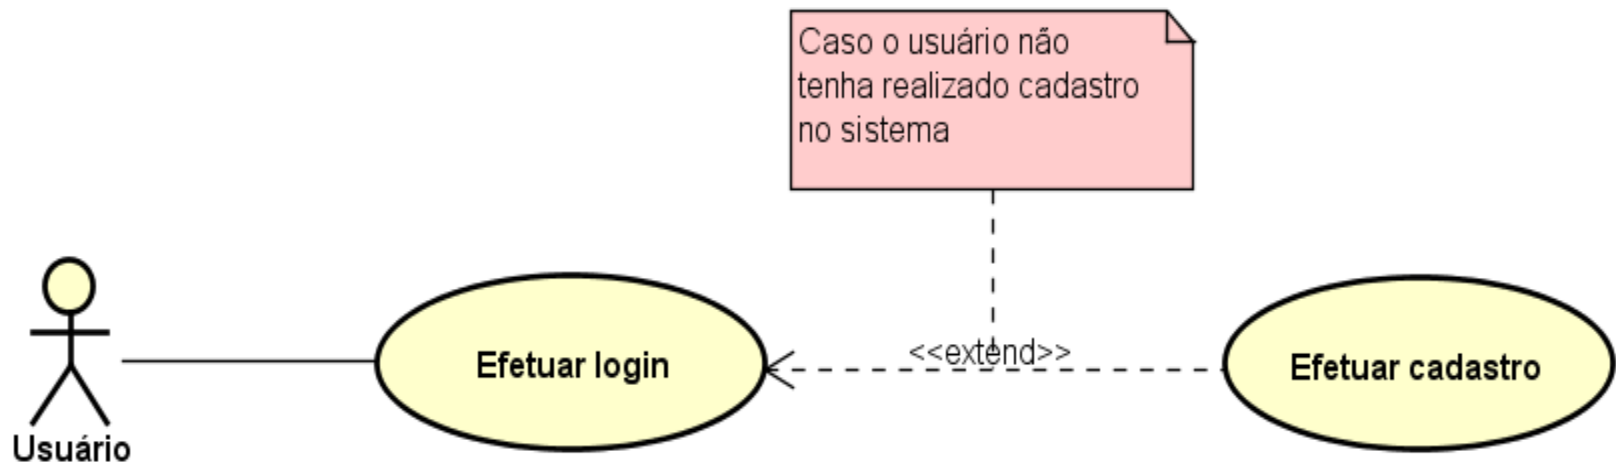 Caso o usuário não
tenha realizado cadastro
no sistema
<<extend>>
Efetuar login
Efetuar cadastro
Usuário